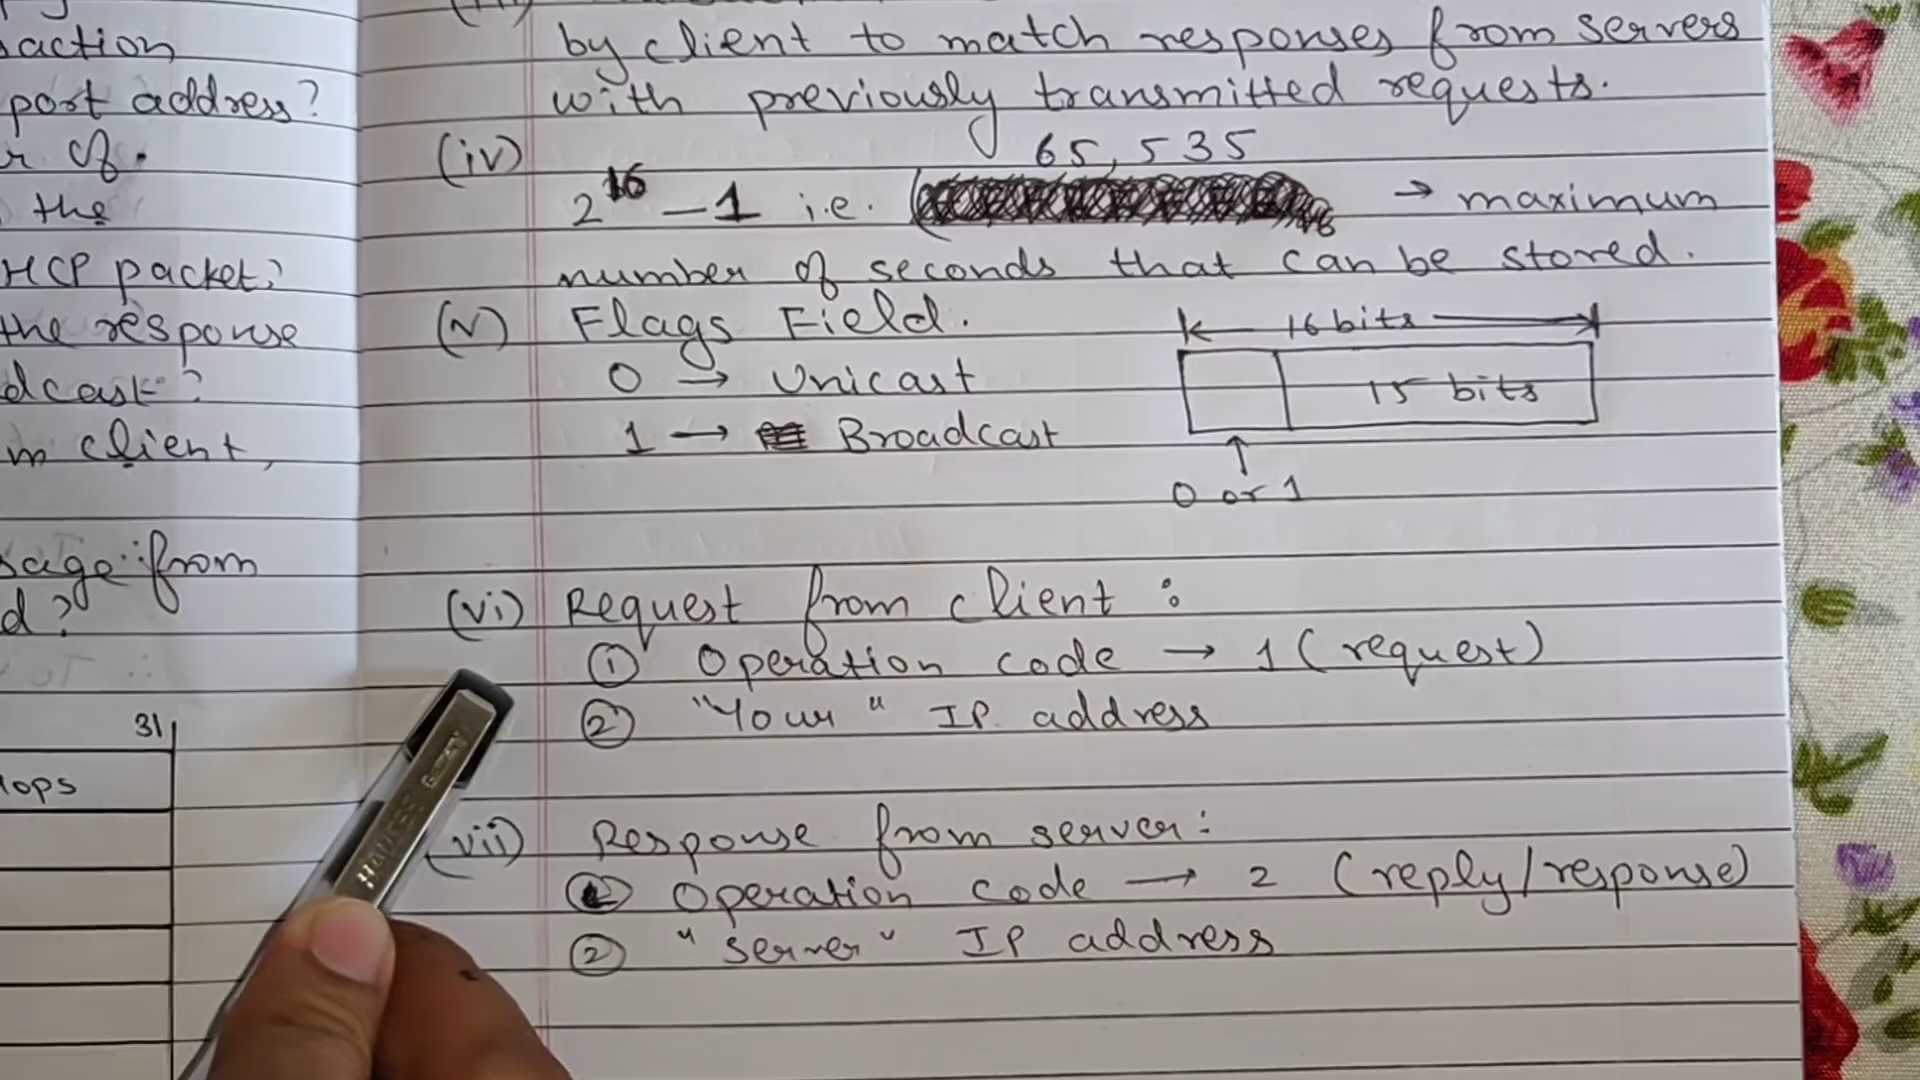 saction
port address?
r of
the
HCP packet?
the response
dcast?
m client,
sage from
d?
31
Hops
by client to match responses from servers
with previously transmitted requests.
(iv) 65,535
2^16 - 1 i.e. → maximum
number of seconds that can be stored.
(v) Flags Field.
0 → Unicast
1 → Broadcast
16 bits
15 bits
0 or 1
(vi) Request from client :
① Operation code → 1 (request)
② "Your" IP address
(vii) Response from server:
① Operation code → 2 (reply/response)
② "server" IP address